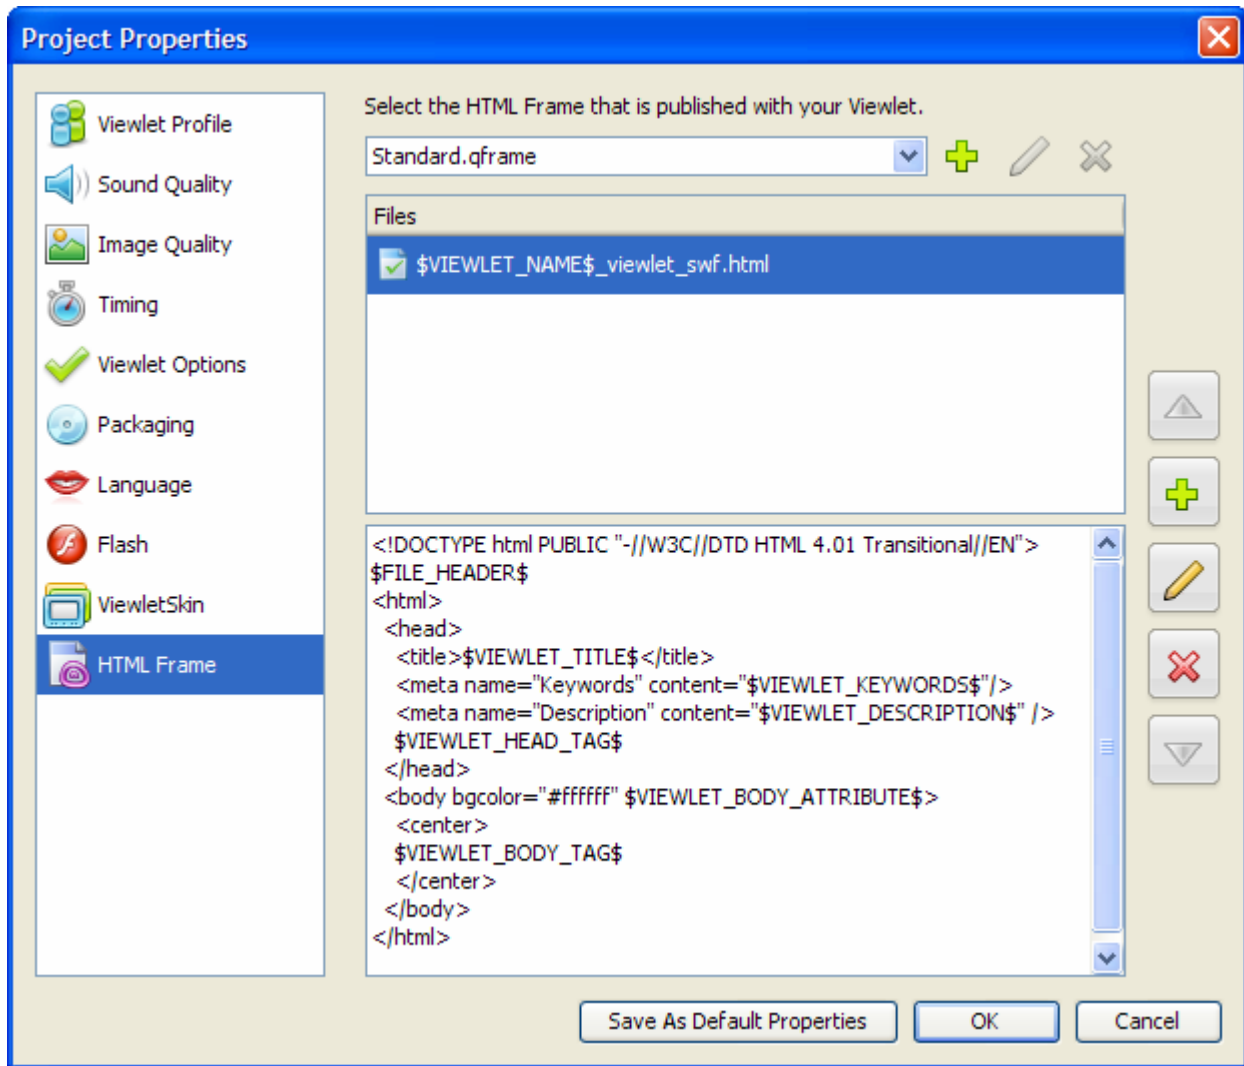 Project Properties
Viewlet Profile
Sound Quality
Image Quality
Timing
Viewlet Options
Packaging
Language
Flash
ViewletSkin
HTML Frame
Select the HTML Frame that is published with your Viewlet.
Standard.qframe
Files
$VIEWLET_NAME$_viewlet_swf.html
<!DOCTYPE html PUBLIC "-//W3C//DTD HTML 4.01 Transitional//EN">
$FILE_HEADER$
<html>
<head>
<title>$VIEWLET_TITLE$</title>
<meta name="Keywords" content="$VIEWLET_KEYWORDS$"/>
<meta name="Description" content="$VIEWLET_DESCRIPTION$" />
$VIEWLET_HEAD_TAG$
</head>
<body bgcolor="#ffffff" $VIEWLET_BODY_ATTRIBUTE$>
<center>
$VIEWLET_BODY_TAG$
</center>
</body>
</html>
Save As Default Properties
OK
Cancel